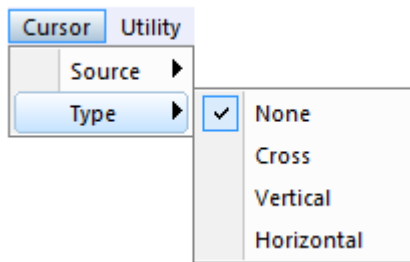 Cursor Utility
Source
Type
None
Cross
Vertical
Horizontal